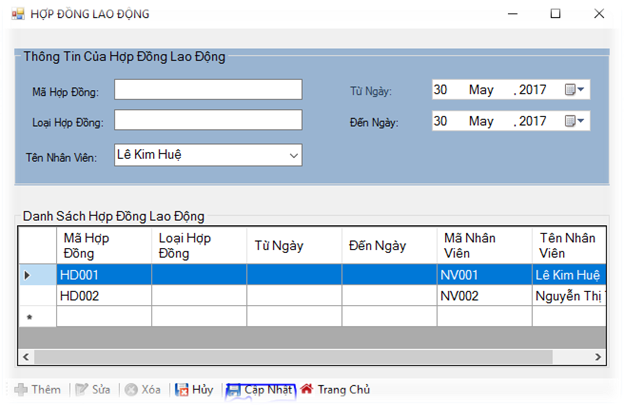 HỢP ĐỒNG LAO ĐỘNG
Thông Tin Của Hợp Đồng Lao Động
Mã Hợp Đồng: Từ Ngày: 30 May , 2017
Loại Hợp Đồng: Đến Ngày: 30 May , 2017
Tên Nhân Viên: Lê Kim Huệ
Danh Sách Hợp Đồng Lao Động
Mã Hợp Đồng Loại Hợp Đồng Từ Ngày Đến Ngày Mã Nhân Viên Tên Nhân Viên
HD001 NV001 Lê Kim Huệ
HD002 NV002 Nguyễn Thị
Thêm Sửa Xóa Hủy Cập Nhật Trang Chủ